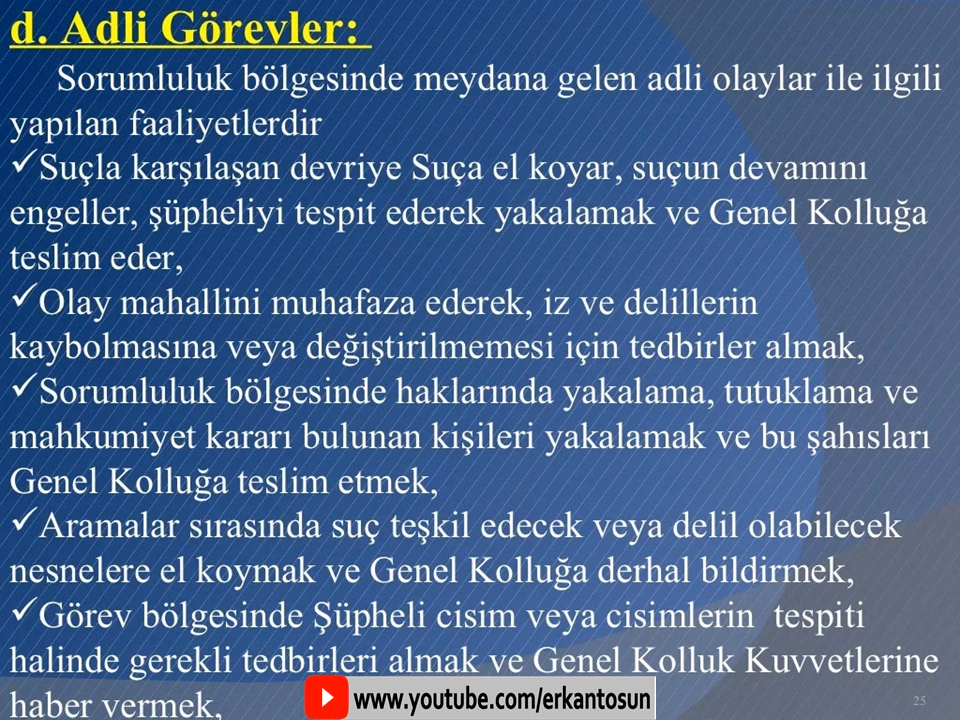 d. Adli Görevler:
Sorumluluk bölgesinde meydana gelen adli olaylar ile ilgili
yapılan faaliyetlerdir
✓Suçla karşılaşan devriye Suça el koyar, suçun devamını
engeller, şüpheliyi tespit ederek yakalamak ve Genel Kolluğa
teslim eder,
✓Olay mahallini muhafaza ederek, iz ve delillerin
kaybolmasına veya değiştirilmemesi için tedbirler almak,
✓Sorumluluk bölgesinde haklarında yakalama, tutuklama ve
mahkumiyet kararı bulunan kişileri yakalamak ve bu şahısları
Genel Kolluğa teslim etmek,
✓Aramalar sırasında suç teşkil edecek veya delil olabilecek
nesnelere el koymak ve Genel Kolluğa derhal bildirmek,
✓Görev bölgesinde Şüpheli cisim veya cisimlerin tespiti
halinde gerekli tedbirleri almak ve Genel Kolluk Kuvvetlerine
haber vermek,
www.youtube.com/erkantosun
25